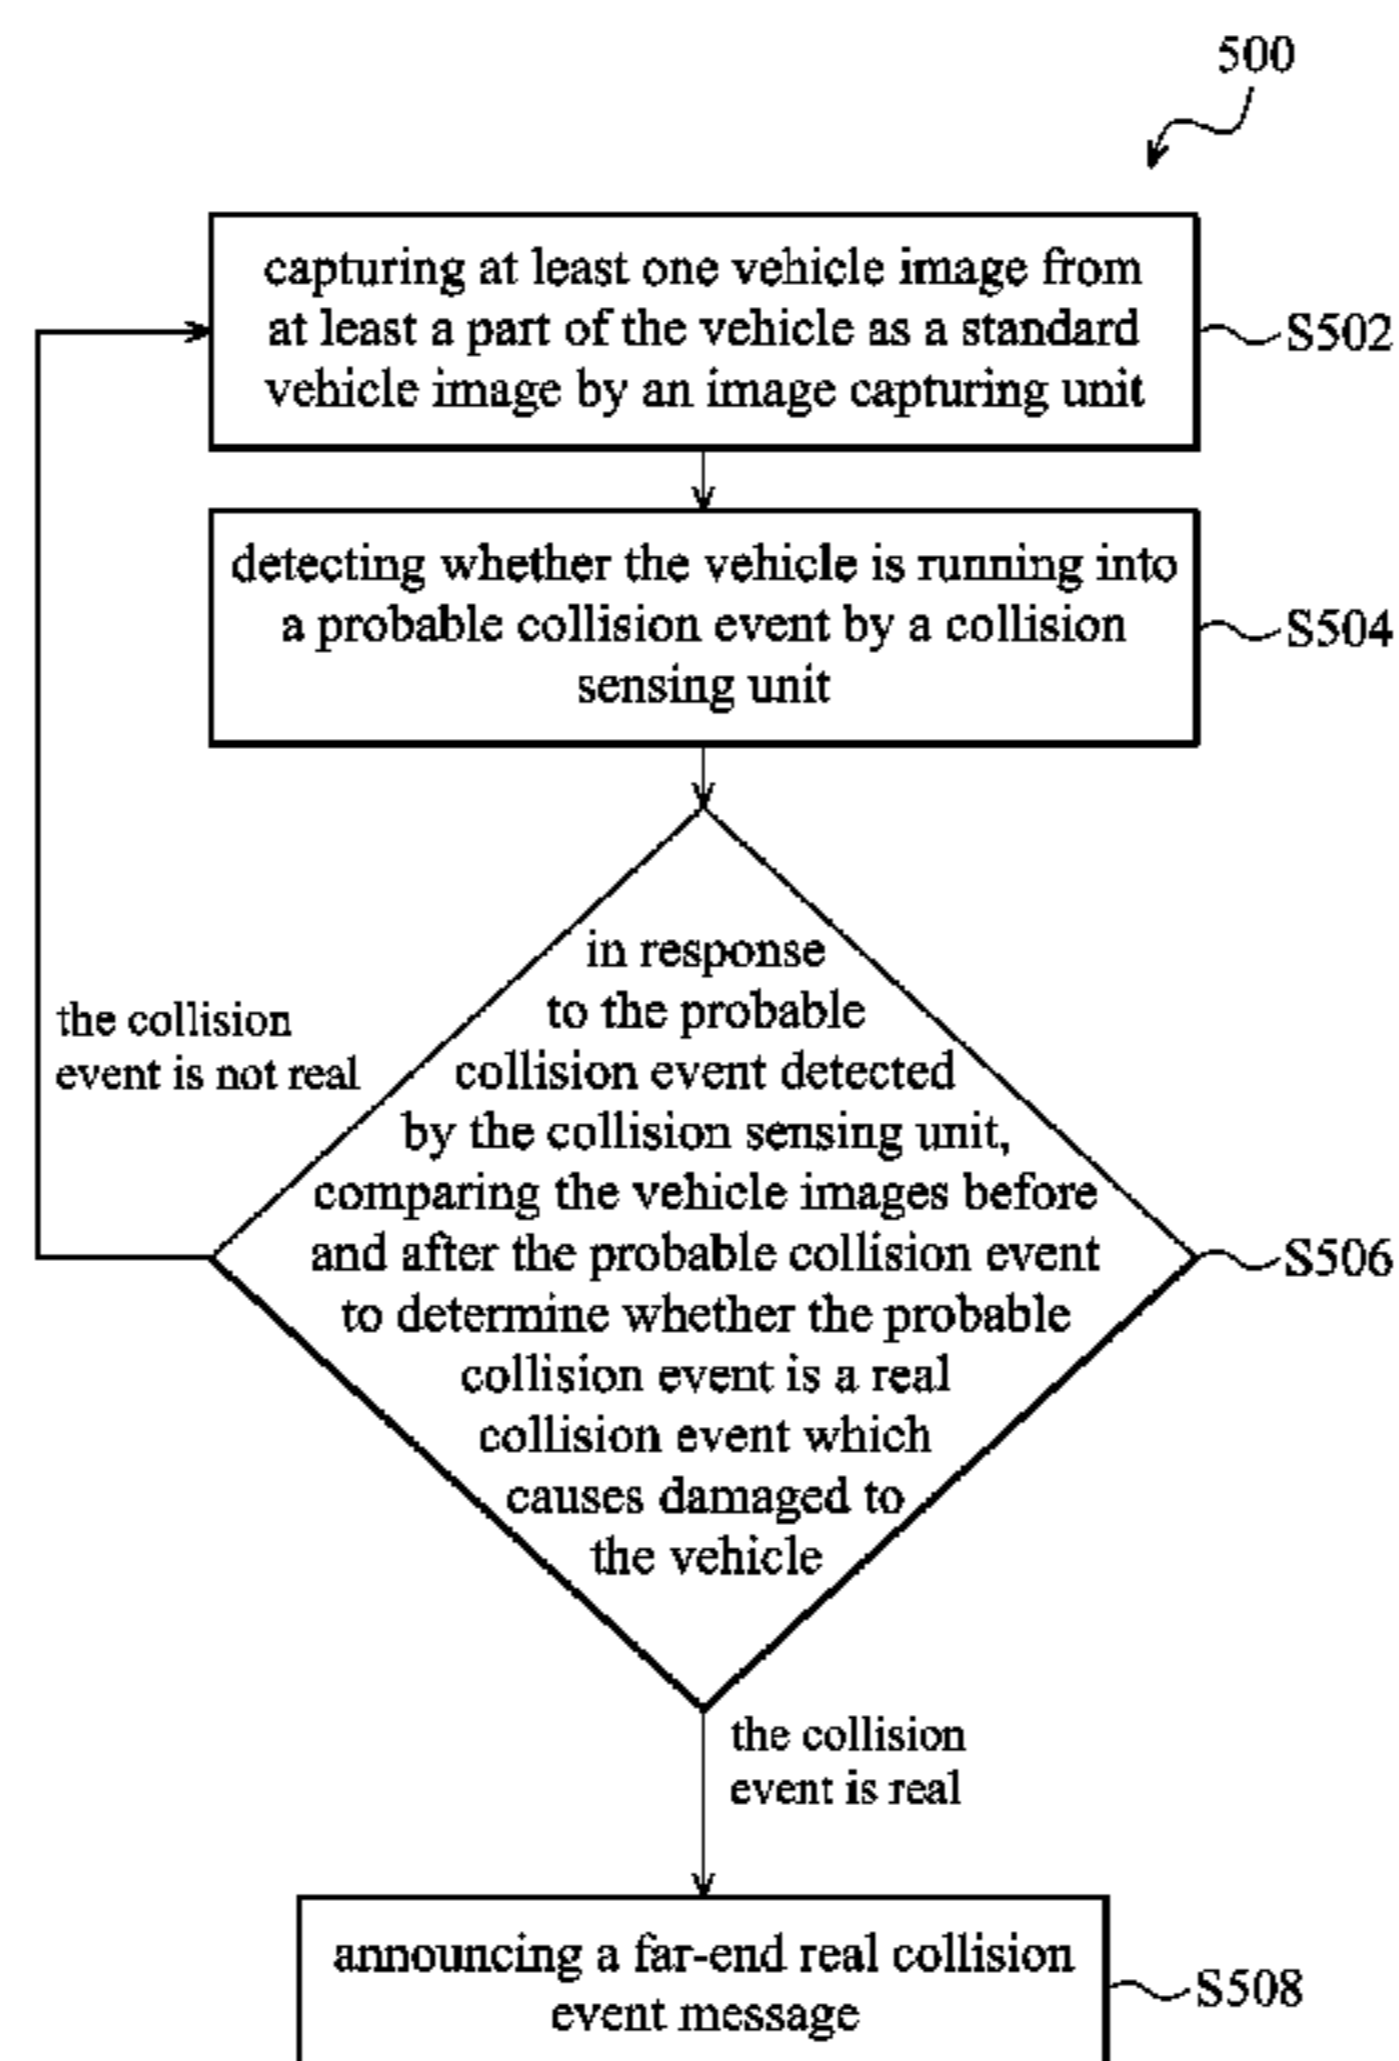 500
capturing at least one vehicle image from
at least a part of the vehicle as a standard
vehicle image by an image capturing unit
S502
detecting whether the vehicle is running into
a probable collision event by a collision
sensing unit
S504
in response
to the probable
collision event detected
by the collision sensing unit,
comparing the vehicle images before
and after the probable collision event
to determine whether the probable
collision event is a real
collision event which
causes damaged to
the vehicle
S506
the collision
event is not real
the collision
event is real
announcing a far-end real collision
event message
S508